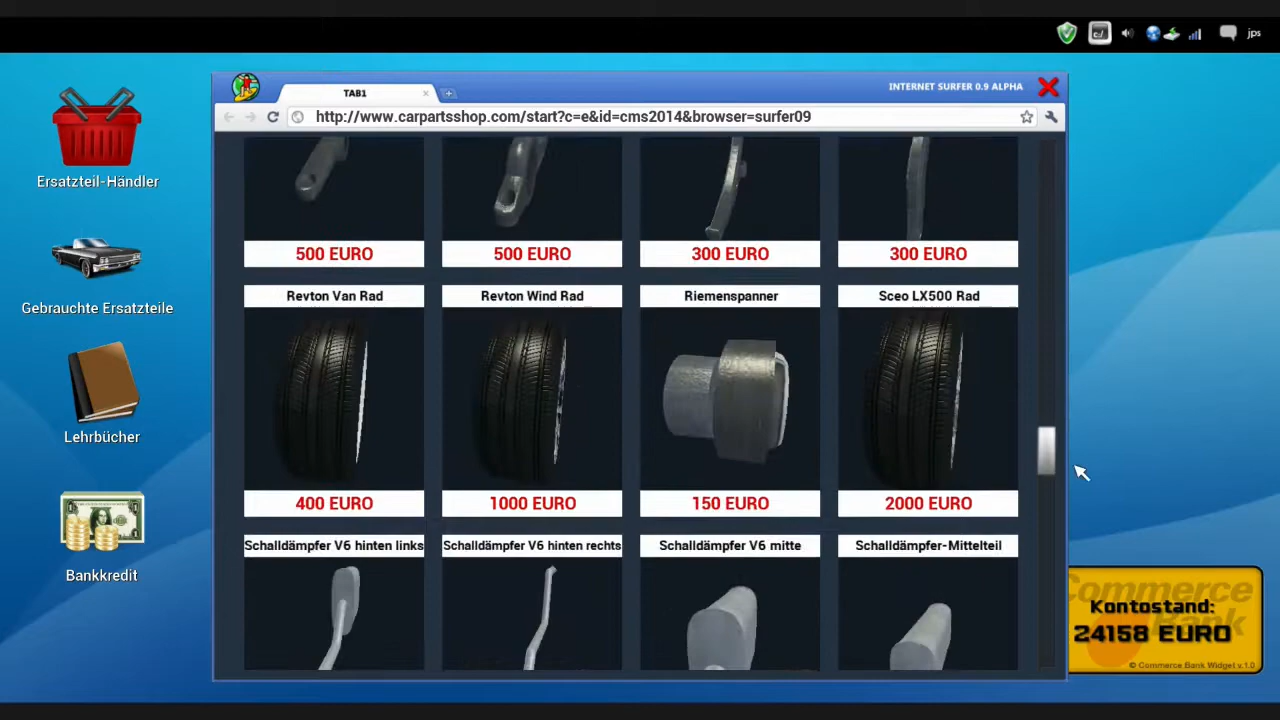 c:/
jps
TAB1
INTERNET SURFER 0.9 ALPHA
http://www.carpartsshop.com/start?c=e&id=cms2014&browser=surfer09
Ersatzteil-Händler
Gebrauchte Ersatzteile
Lehrbücher
Bankkredit
500 EURO
500 EURO
300 EURO
300 EURO
Revton Van Rad
Revton Wind Rad
Riemenspanner
Sceo LX500 Rad
400 EURO
1000 EURO
150 EURO
2000 EURO
Schalldämpfer V6 hinten links
Schalldämpfer V6 hinten rechts
Schalldämpfer V6 mitte
Schalldämpfer-Mittelteil
Commerce
Bank
Kontostand:
24158 EURO
© Commerce Bank Widget v.1.0